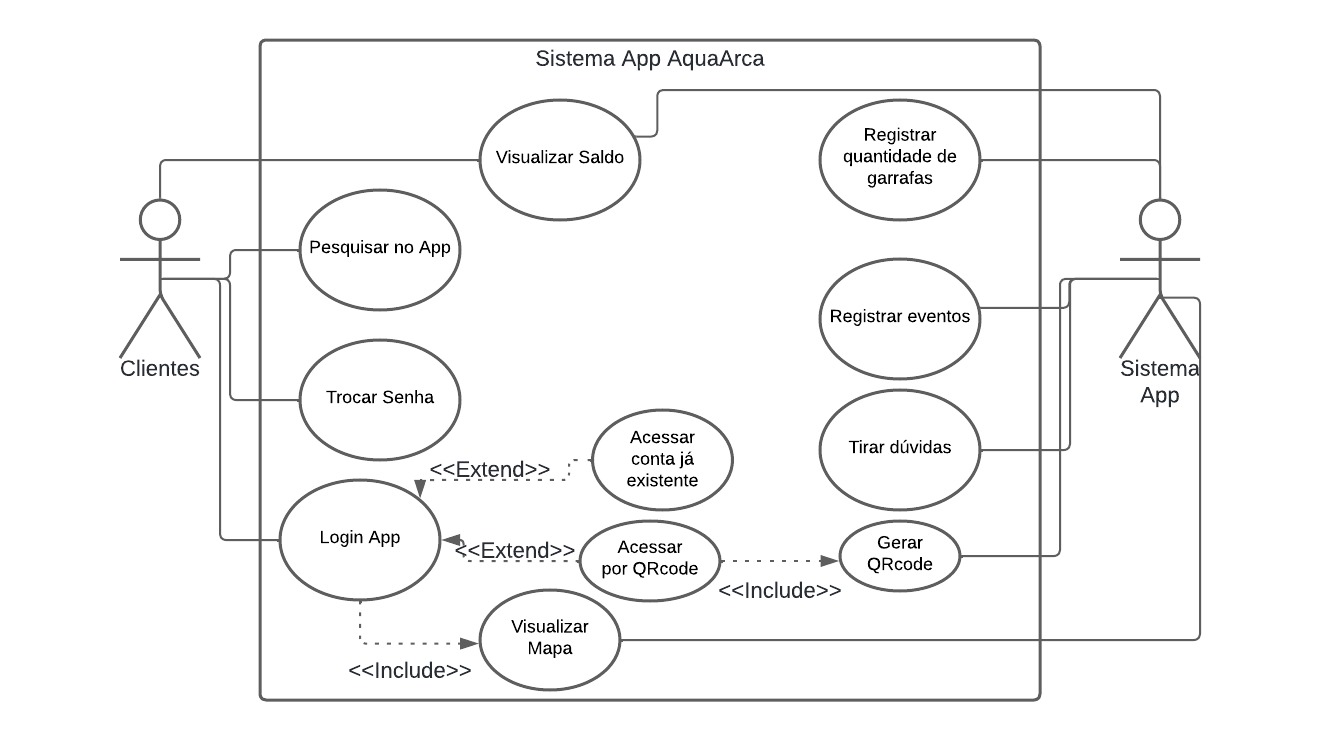 Sistema App AquaArca
Visualizar Saldo
Registrar
quantidade de
garrafas
Pesquisar no App
Registrar eventos
Clientes
Sistema
App
Trocar Senha
Acessar
conta já
existente
Tirar dúvidas
<<Extend>>
Login App
<<Extend>>
Acessar
por QRcode
Gerar
QRcode
<<Include>>
Visualizar
Mapa
<<Include>>